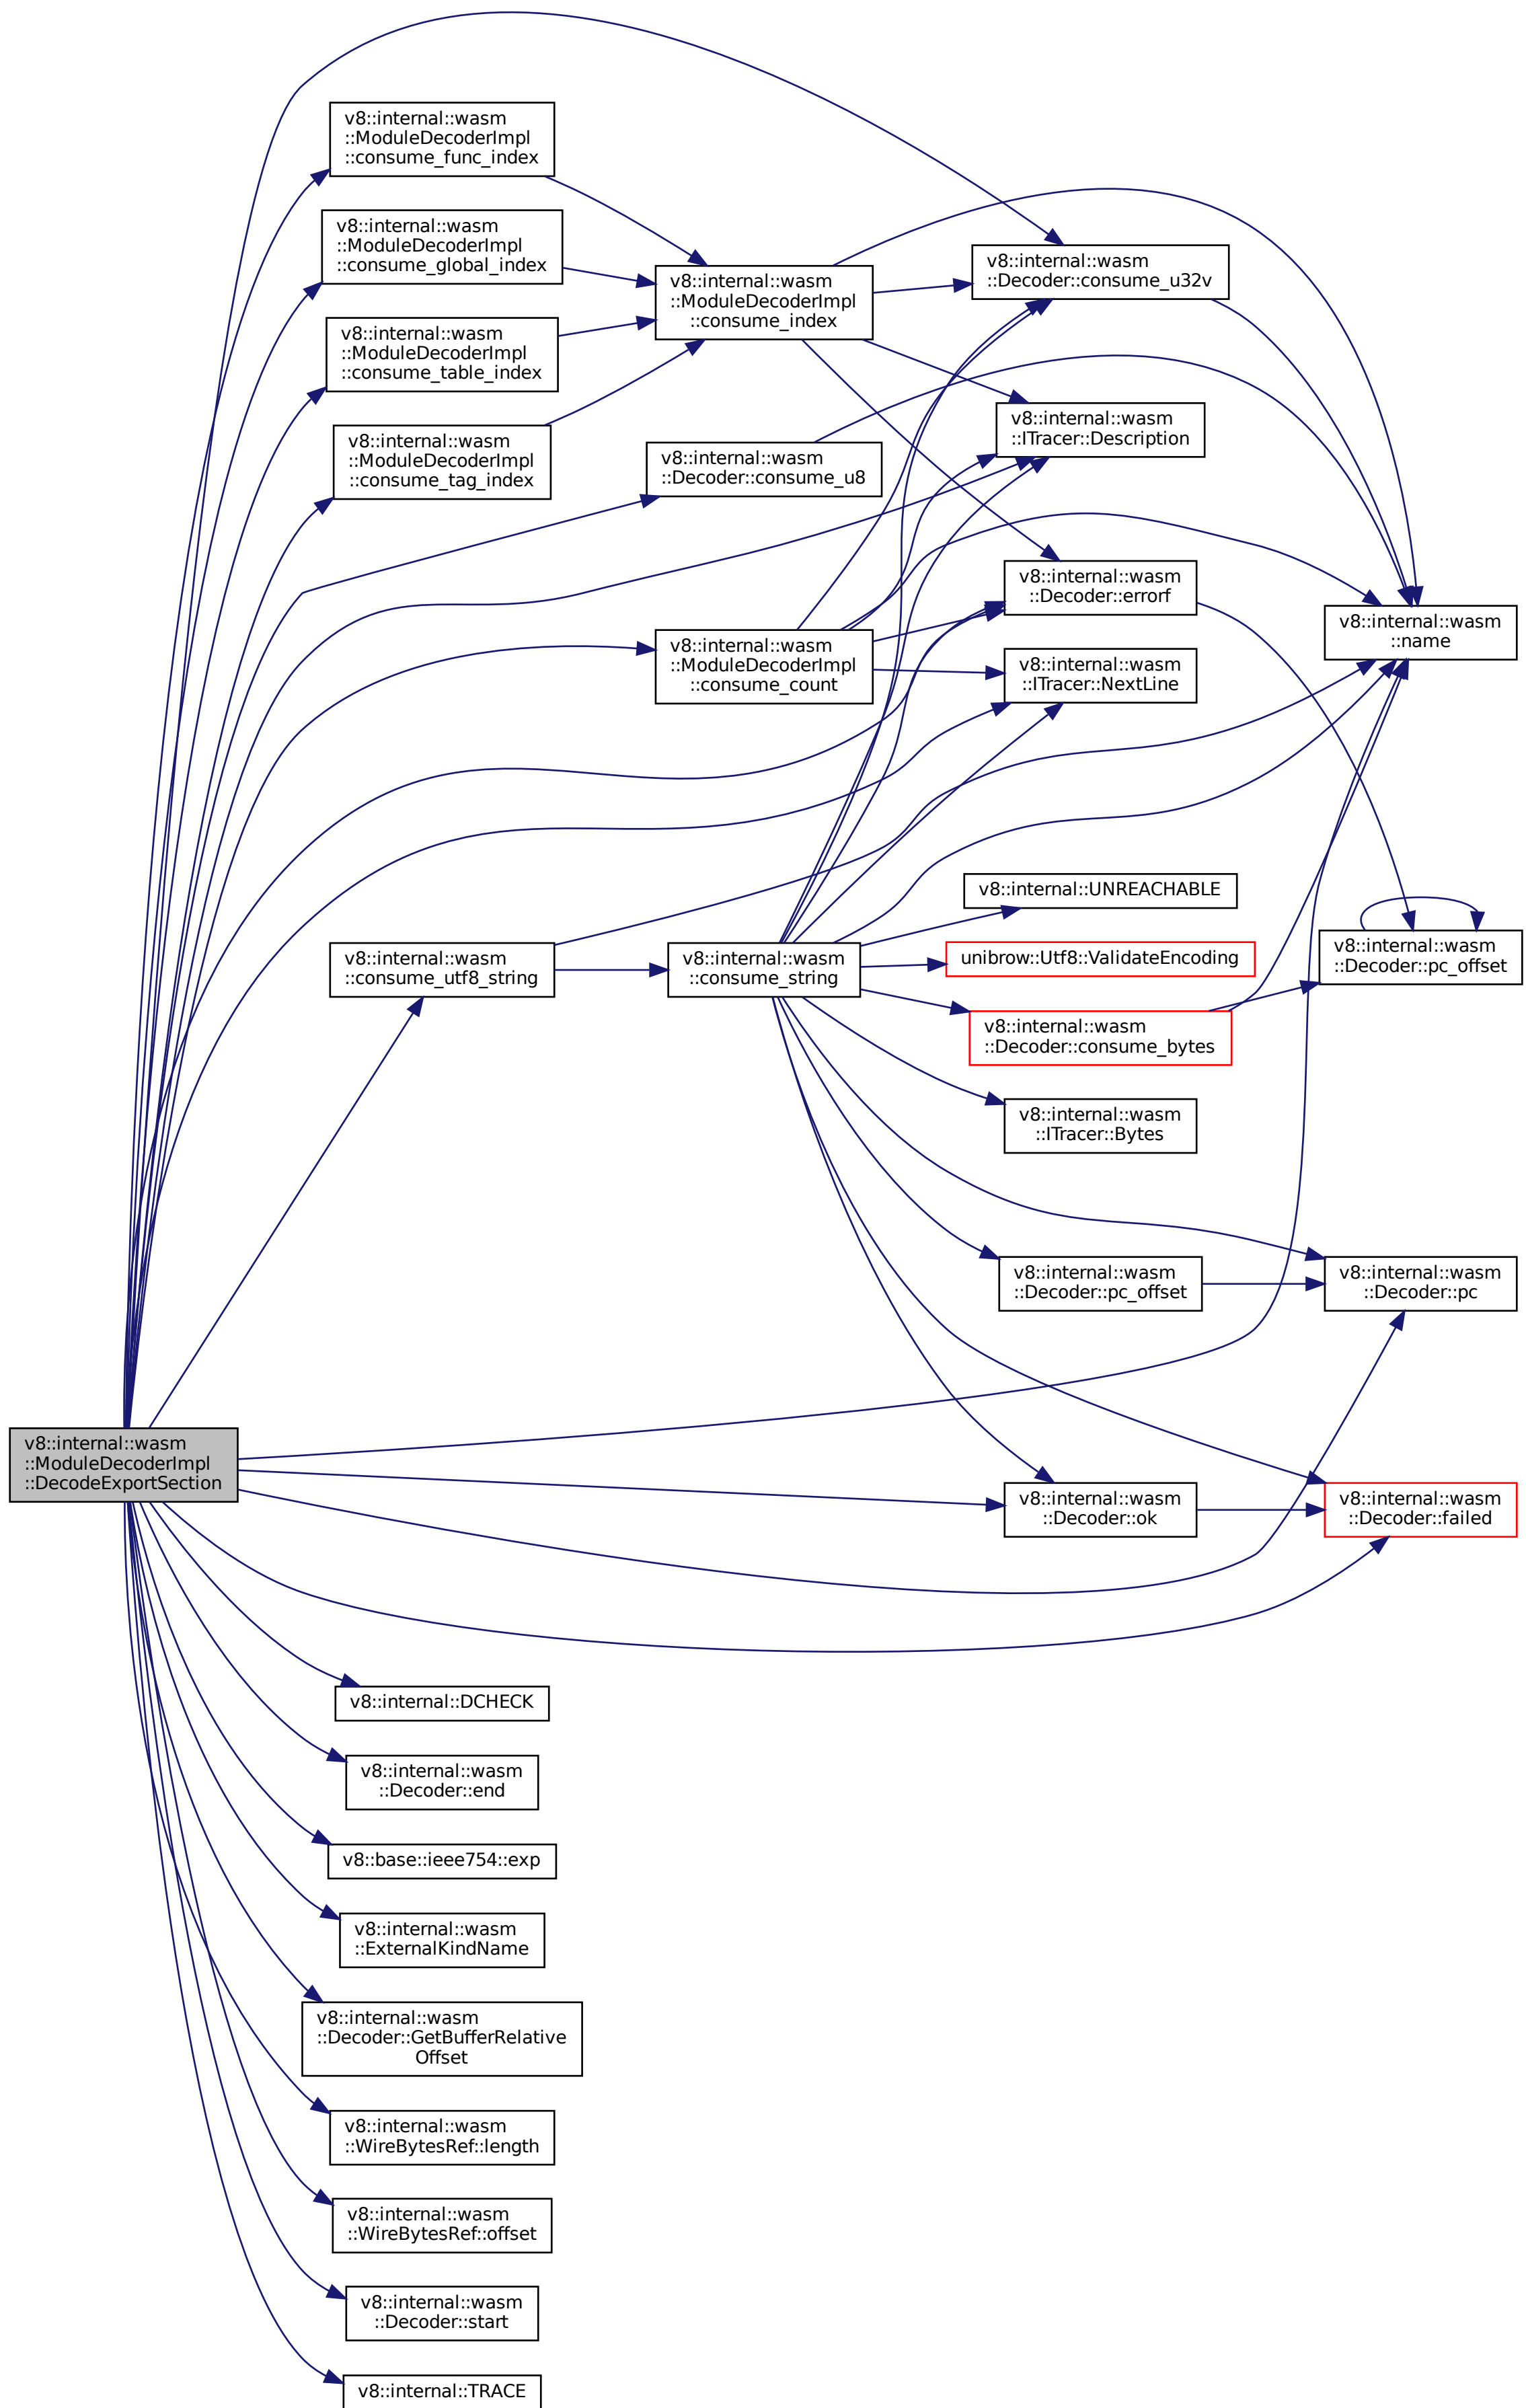 v8::internal::wasm
::ModuleDecoderImpl
::consume_func_index
v8::internal::wasm
::ModuleDecoderImpl
::consume_global_index
v8::internal::wasm
::ModuleDecoderImpl
::consume_table_index
v8::internal::wasm
::ModuleDecoderImpl
::consume_tag_index
v8::internal::wasm
::ModuleDecoderImpl
::consume_index
v8::internal::wasm
::Decoder::consume_u8
v8::internal::wasm
::ModuleDecoderImpl
::consume_count
v8::internal::wasm
::Decoder::consume_u32v
v8::internal::wasm
::ITracer::Description
v8::internal::wasm
::Decoder::errorf
v8::internal::wasm
::ITracer::NextLine
v8::internal::wasm
::name
v8::internal::UNREACHABLE
v8::internal::wasm
::consume_utf8_string
v8::internal::wasm
::consume_string
unibrow::Utf8::ValidateEncoding
v8::internal::wasm
::Decoder::pc_offset
v8::internal::wasm
::Decoder::consume_bytes
v8::internal::wasm
::ITracer::Bytes
v8::internal::wasm
::Decoder::pc_offset
v8::internal::wasm
::Decoder::pc
v8::internal::wasm
::ModuleDecoderImpl
::DecodeExportSection
v8::internal::wasm
::Decoder::ok
v8::internal::wasm
::Decoder::failed
v8::internal::DCHECK
v8::internal::wasm
::Decoder::end
v8::base::ieee754::exp
v8::internal::wasm
::ExternalKindName
v8::internal::wasm
::Decoder::GetBufferRelative
Offset
v8::internal::wasm
::WireBytesRef::length
v8::internal::wasm
::WireBytesRef::offset
v8::internal::wasm
::Decoder::start
v8::internal::TRACE